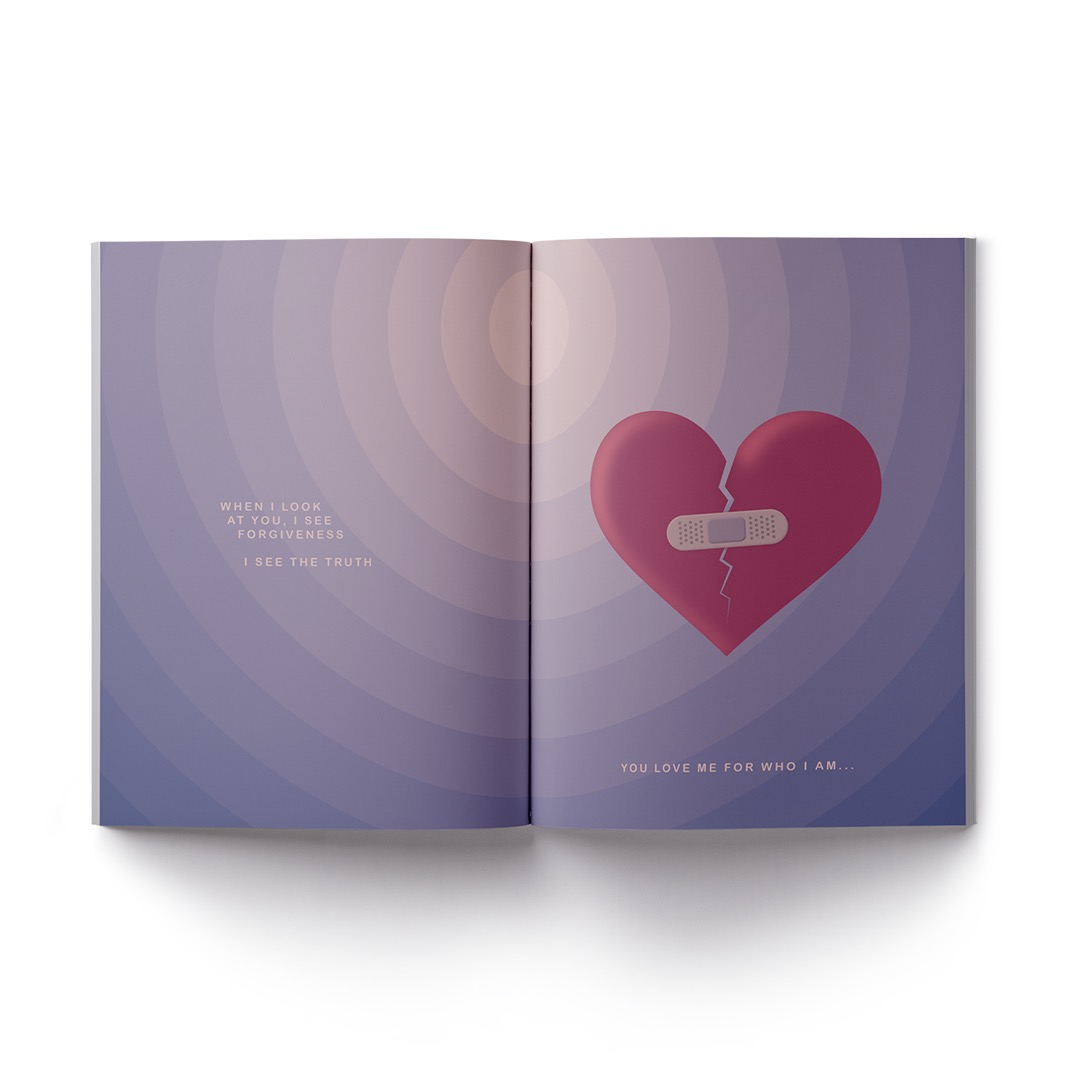 WHEN I LOOK
AT YOU, I SEE
FORGIVENESS
I SEE THE TRUTH
YOU LOVE ME FOR WHO I AM...